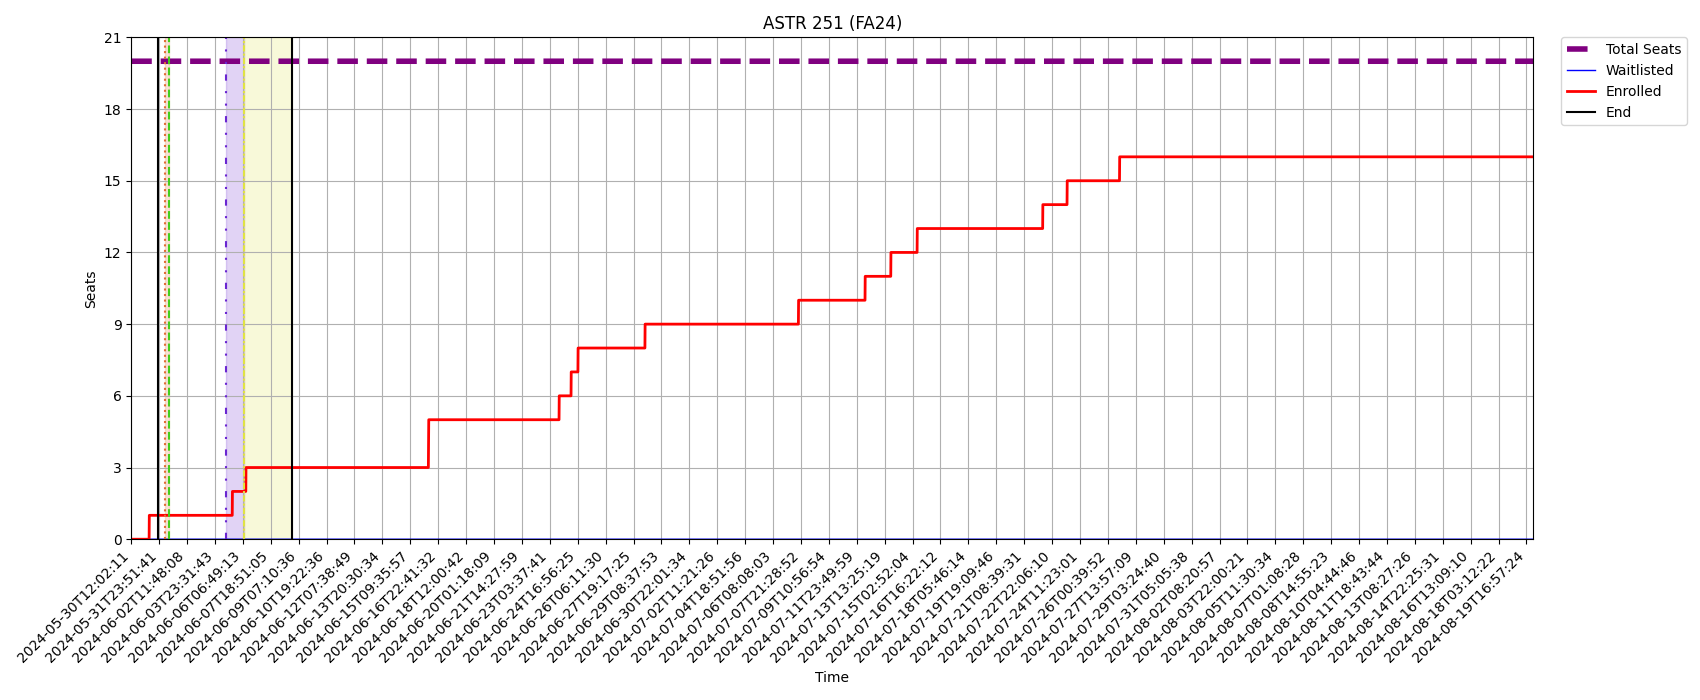 ASTR 251 (FA24)
21
18
15
12
9
6
3
0
Seats
Total Seats
Waitlisted
Enrolled
End
2024-05-30T12:02:11
2024-05-31T23:51:41
2024-06-02T11:48:08
2024-06-03T23:31:43
2024-06-06T06:49:13
2024-06-07T18:51:05
2024-06-09T07:10:36
2024-06-10T19:22:36
2024-06-12T07:38:49
2024-06-13T20:30:34
2024-06-15T09:35:57
2024-06-16T22:41:32
2024-06-18T12:00:42
2024-06-20T01:18:09
2024-06-21T14:27:59
2024-06-23T03:37:41
2024-06-24T16:56:25
2024-06-26T06:11:30
2024-06-27T19:17:25
2024-06-29T08:37:53
2024-06-30T22:01:34
2024-07-02T11:21:26
2024-07-04T18:51:56
2024-07-06T08:08:03
2024-07-07T21:28:52
2024-07-09T10:56:54
2024-07-11T23:49:59
2024-07-13T13:25:19
2024-07-15T02:52:04
2024-07-16T16:22:12
2024-07-18T05:46:14
2024-07-19T19:09:46
2024-07-21T08:39:31
2024-07-22T22:06:10
2024-07-24T11:23:01
2024-07-26T00:39:52
2024-07-27T13:57:09
2024-07-29T03:24:40
2024-07-31T05:05:38
2024-08-02T08:20:57
2024-08-03T22:00:21
2024-08-05T11:30:34
2024-08-07T01:08:28
2024-08-08T14:55:23
2024-08-10T04:44:46
2024-08-11T18:43:44
2024-08-13T08:27:26
2024-08-14T22:25:31
2024-08-16T13:09:10
2024-08-18T03:12:22
2024-08-19T16:57:24
Time